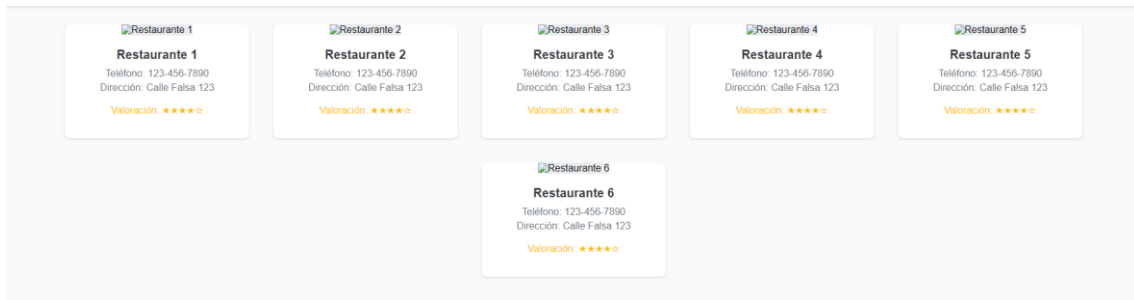 Restaurante 1
Restaurante 1
Teléfono: 123-456-7890
Dirección: Calle Falsa 123
Valoración: ★★★★☆
Restaurante 2
Restaurante 2
Teléfono: 123-456-7890
Dirección: Calle Falsa 123
Valoración: ★★★★☆
Restaurante 3
Restaurante 3
Teléfono: 123-456-7890
Dirección: Calle Falsa 123
Valoración: ★★★★☆
Restaurante 4
Restaurante 4
Teléfono: 123-456-7890
Dirección: Calle Falsa 123
Valoración: ★★★★☆
Restaurante 5
Restaurante 5
Teléfono: 123-456-7890
Dirección: Calle Falsa 123
Valoración: ★★★★☆
Restaurante 6
Restaurante 6
Teléfono: 123-456-7890
Dirección: Calle Falsa 123
Valoración: ★★★★☆